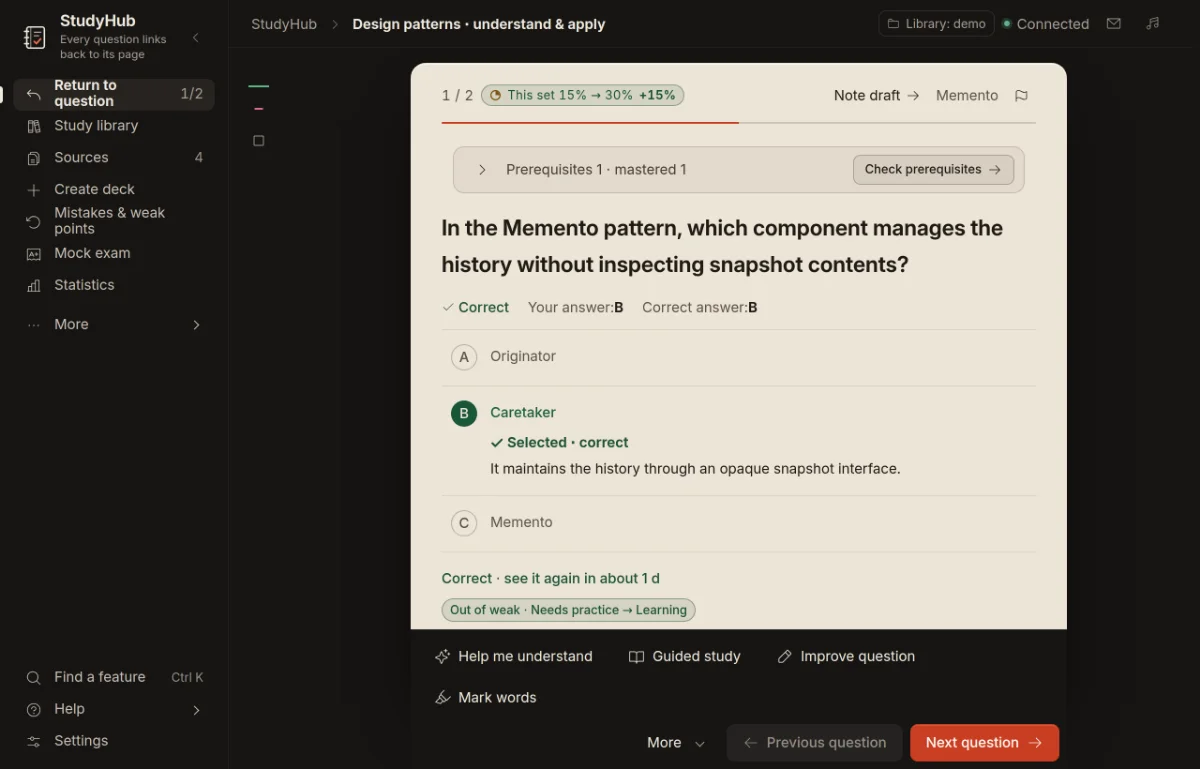 StudyHub
Every question links
back to its page
Return to
question
1/2
Study library
Sources
4
Create deck
Mistakes & weak
points
Mock exam
Statistics
More
Find a feature
Ctrl K
Help
Settings
StudyHub
Design patterns · understand & apply
Library: demo
Connected
1 / 2
This set 15% → 30% +15%
Note draft →
Memento
Prerequisites 1 · mastered 1
Check prerequisites →
In the Memento pattern, which component manages the
history without inspecting snapshot contents?
✓ Correct
Your answer:B
Correct answer:B
A
Originator
B
Caretaker
✓ Selected · correct
It maintains the history through an opaque snapshot interface.
C
Memento
Correct · see it again in about 1 d
Out of weak · Needs practice → Learning
Help me understand
Guided study
Improve question
Mark words
More
← Previous question
Next question →